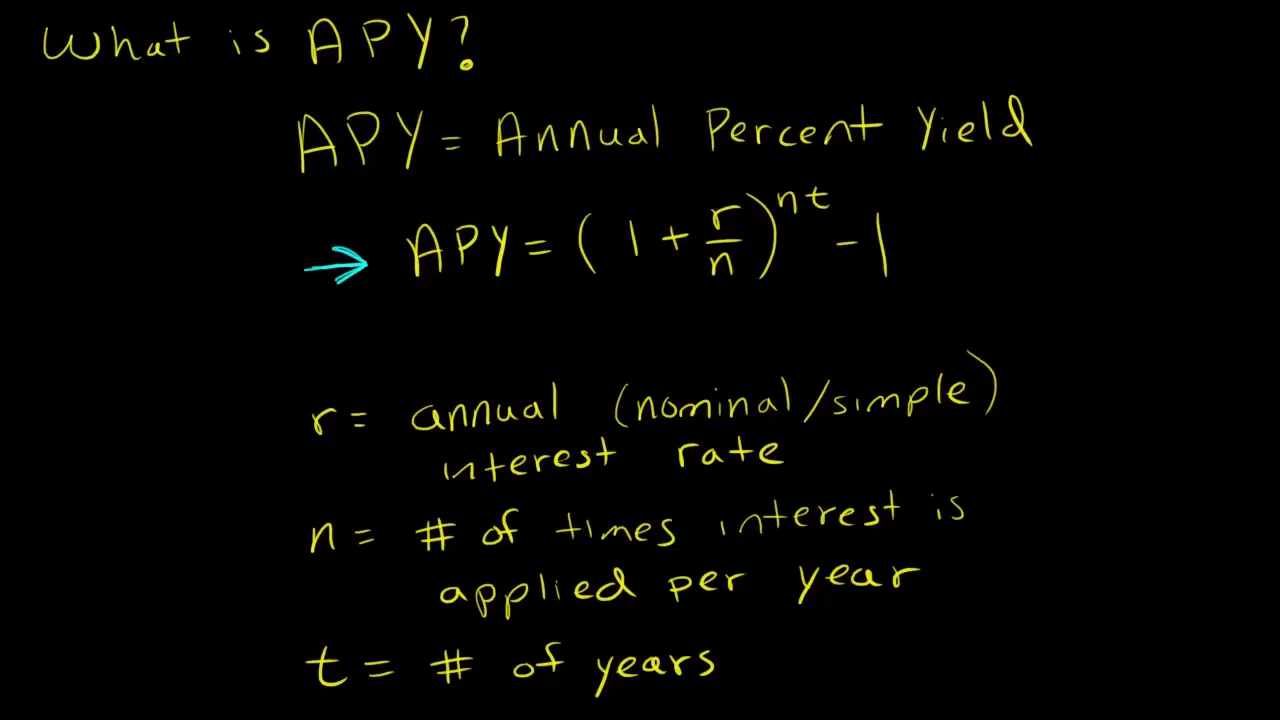 What is APY?
APY = Annual Percent Yield
→ APY = (1 + r/n)^nt - 1
r = annual (nominal/simple)
interest rate
n = # of times interest is
applied per year
t = # of years